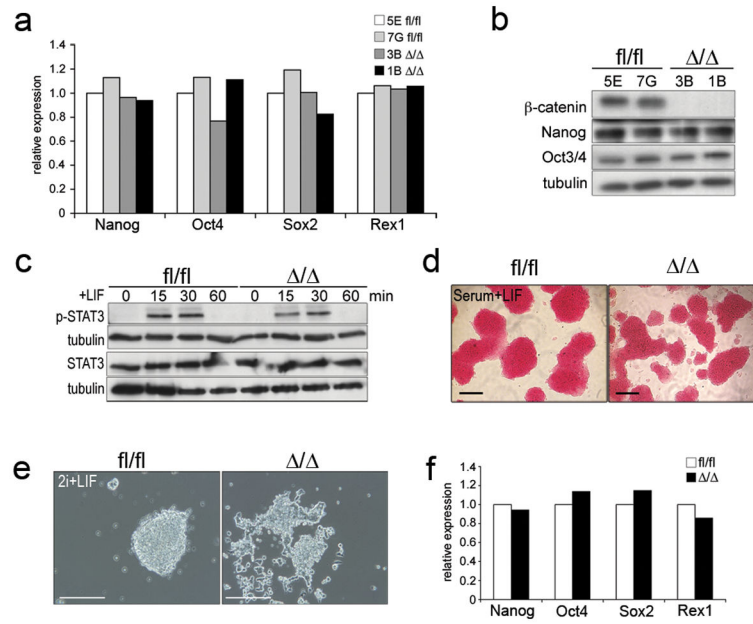 a
5E fl/fl
7G fl/fl
3B Δ/Δ
1B Δ/Δ
relative expression
1.4
1.2
1.0
0.8
0.6
0.4
0.2
0
Nanog Oct4 Sox2 Rex1
b
fl/fl Δ/Δ
5E 7G 3B 1B
β-catenin
Nanog
Oct3/4
tubulin
c
fl/fl Δ/Δ
+LIF 0 15 30 60 0 15 30 60 min
p-STAT3
tubulin
STAT3
tubulin
d
fl/fl Δ/Δ
Serum+LIF
e
fl/fl Δ/Δ
2i+LIF
f
fl/fl
Δ/Δ
relative expression
1.4
1.2
1.0
0.8
0.6
0.4
0.2
0
Nanog Oct4 Sox2 Rex1